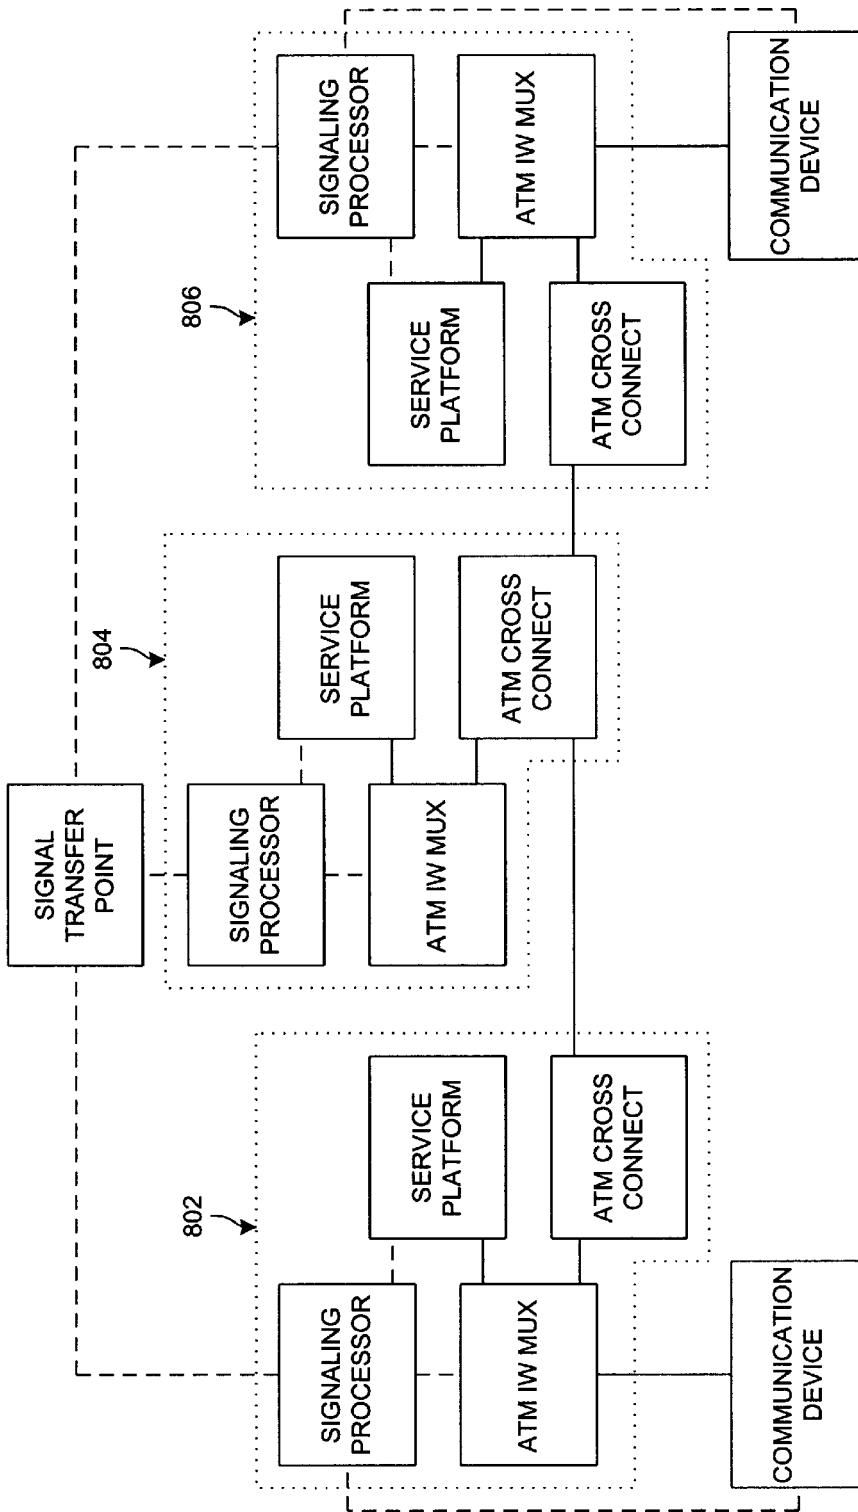 SIGNAL
TRANSFER
POINT
802
SIGNALING
PROCESSOR
SERVICE
PLATFORM
ATM IW MUX
ATM CROSS
CONNECT
COMMUNICATION
DEVICE
804
SIGNALING
PROCESSOR
SERVICE
PLATFORM
ATM IW MUX
ATM CROSS
CONNECT
806
SIGNALING
PROCESSOR
SERVICE
PLATFORM
ATM IW MUX
ATM CROSS
CONNECT
COMMUNICATION
DEVICE